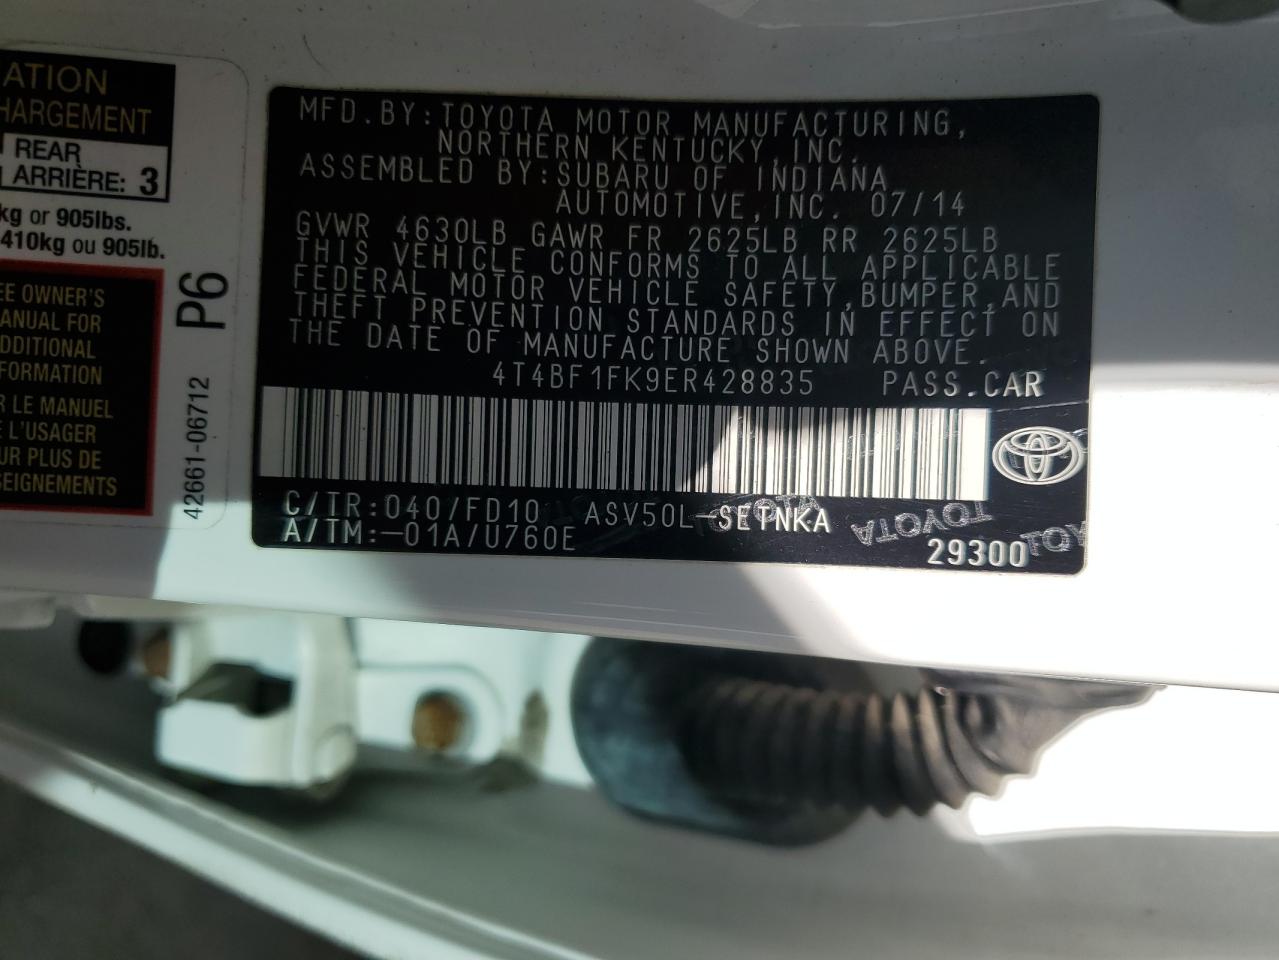 ATION
HARGEMENT
REAR
ARRIÈRE: 3
kg or 905lbs.
410kg ou 905lb.
EE OWNER'S
ANUAL FOR
ADDITIONAL
FORMATION
R LE MANUEL
E L'USAGER
UR PLUS DE
SEIGNEMENTS
P6
42661-06712
MFD.BY:TOYOTA MOTOR MANUFACTURING,
NORTHERN KENTUCKY,INC.
ASSEMBLED BY:SUBARU OF INDIANA
AUTOMOTIVE,INC. 07/14
GVWR 4630LB GAWR FR 2625LB RR 2625LB
THIS VEHICLE CONFORMS TO ALL APPLICABLE
FEDERAL MOTOR VEHICLE SAFETY,BUMPER,AND
THEFT PREVENTION STANDARDS IN EFFECT ON
THE DATE OF MANUFACTURE SHOWN ABOVE.
4T4BF1FK9ER428835 PASS.CAR
C/TR:040/FD10 ASV50L-SETNKA
A/TM:-01A/U760E
29300
TOYOTA
TOYOTA
TOYOTA